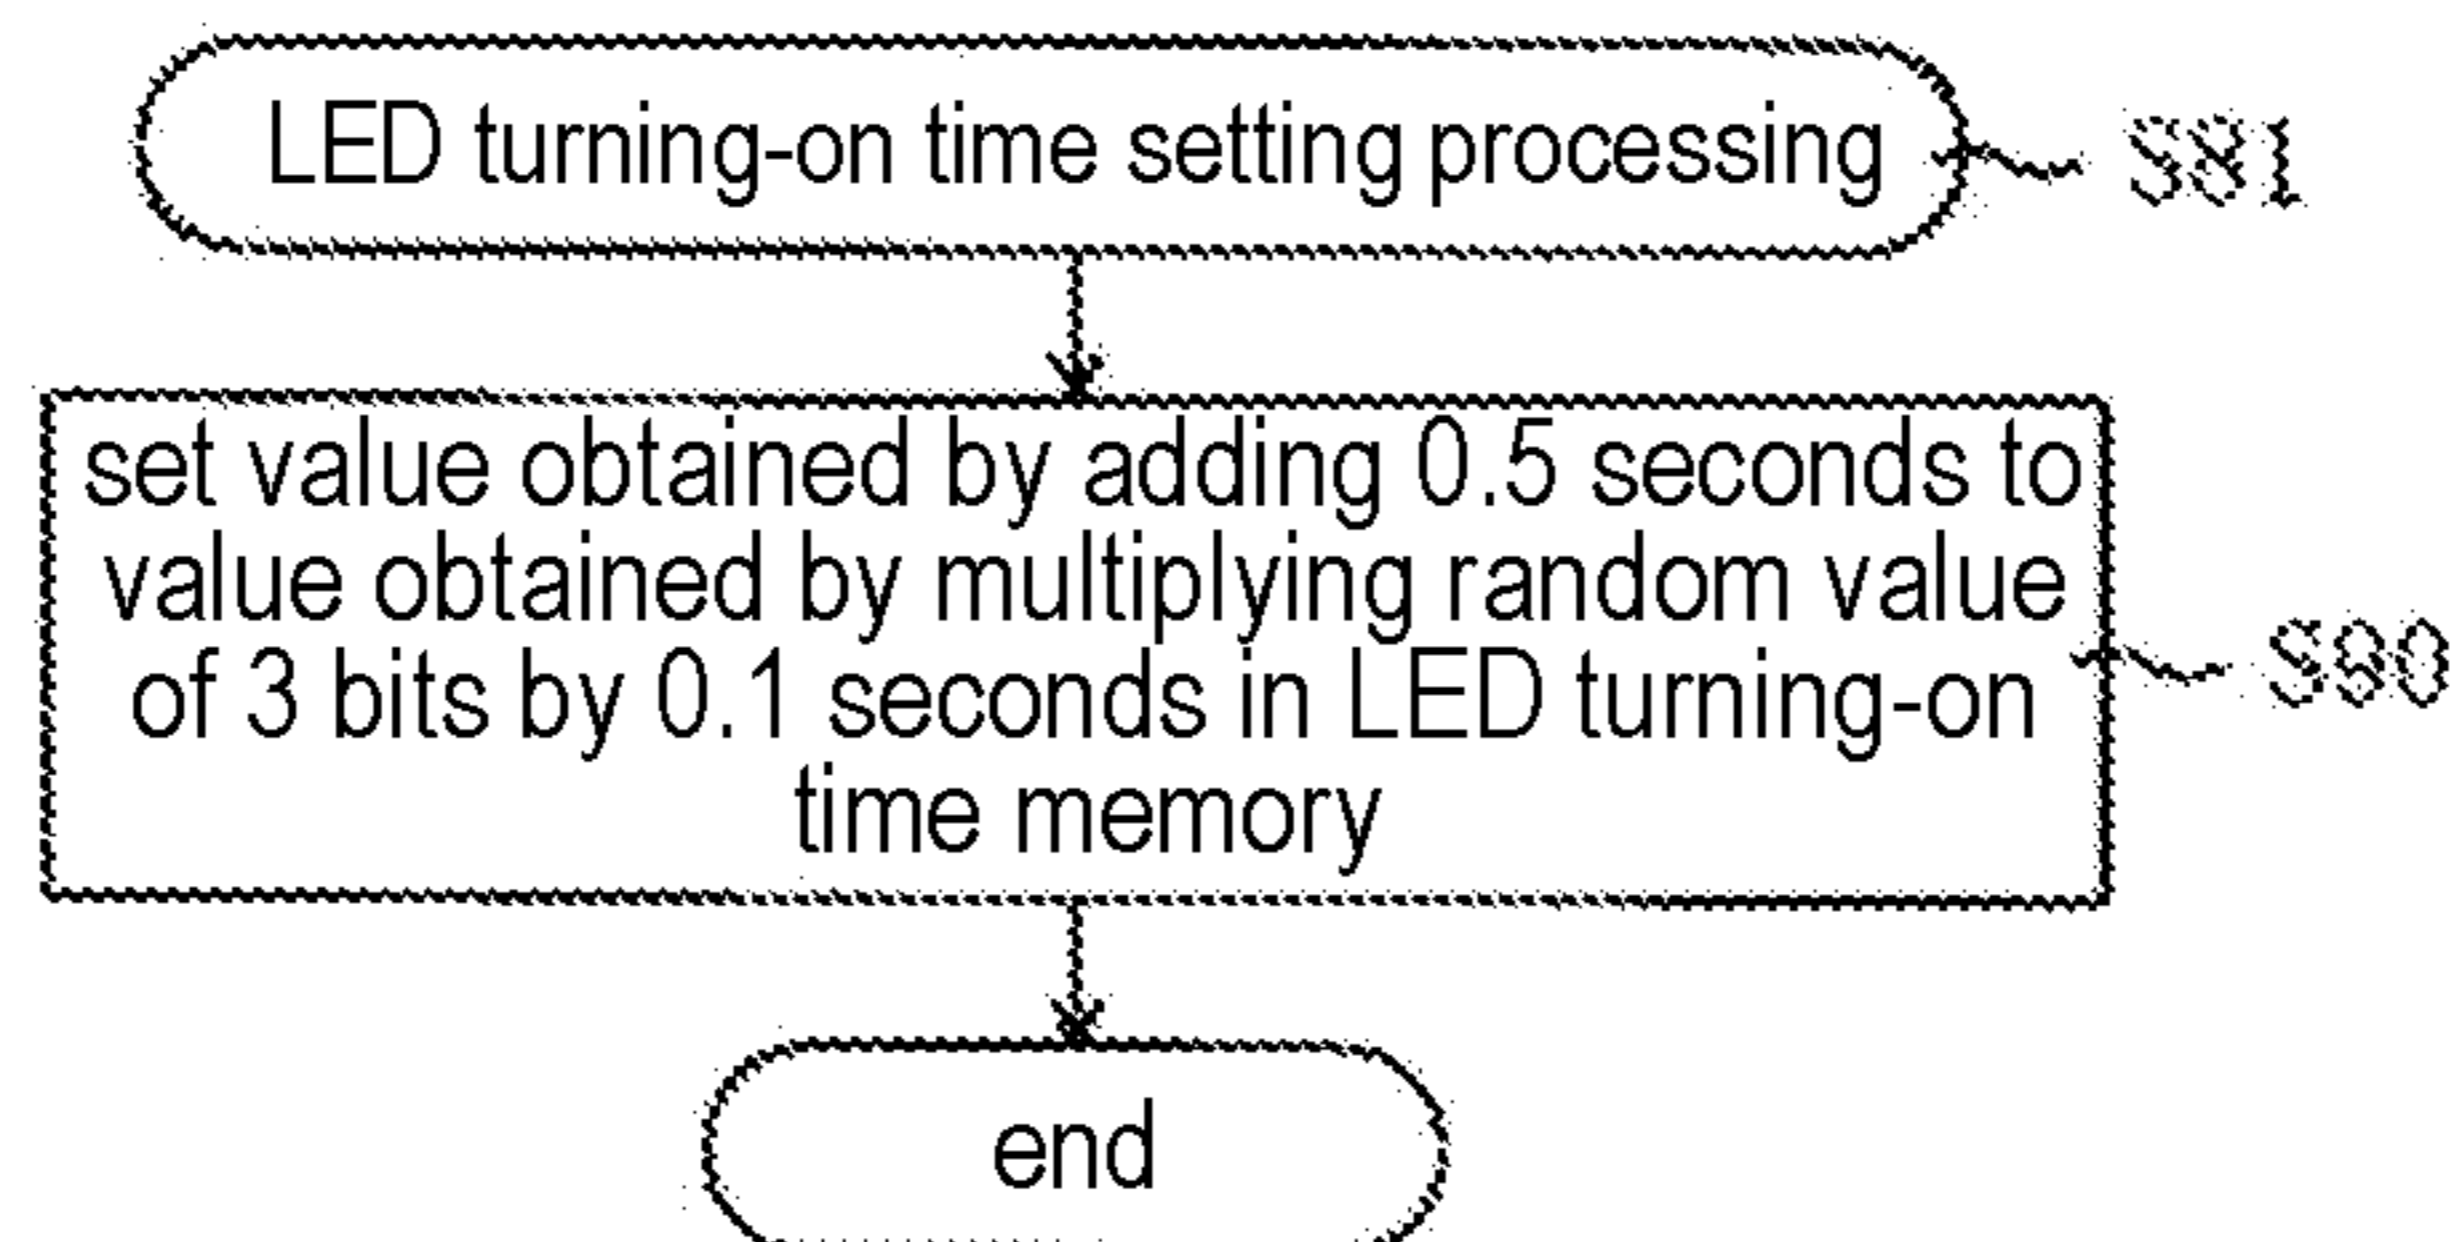 LED turning-on time setting processing
set value obtained by adding 0.5 seconds to
value obtained by multiplying random value
of 3 bits by 0.1 seconds in LED turning-on
time memory
end